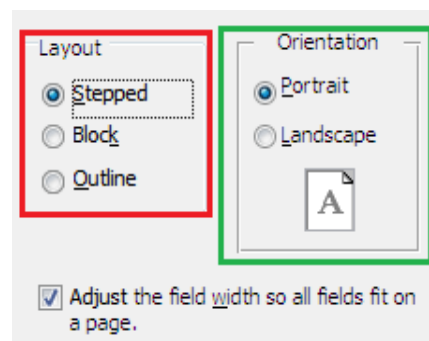 Layout
Stepped
Block
Outline
Orientation
Portrait
Landscape
A
Adjust the field width so all fields fit on
a page.